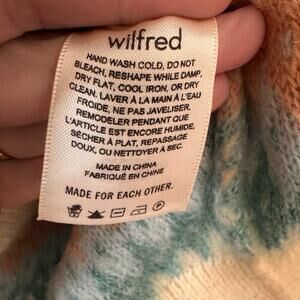 wilfred
HAND WASH COLD, DO NOT
BLEACH, RESHAPE WHILE DAMP,
DRY FLAT, COOL IRON, OR DRY
CLEAN. LAVER À LA MAIN À L'EAU
FROIDE, NE PAS JAVELISER,
REMODELER PENDANT QUE
L'ARTICLE EST ENCORE HUMIDE,
SÉCHER À PLAT, REPASSAGE
DOUX, OU NETTOYER À SEC.
MADE IN CHINA
FABRIQUÉ EN CHINE
MADE FOR EACH OTHER.